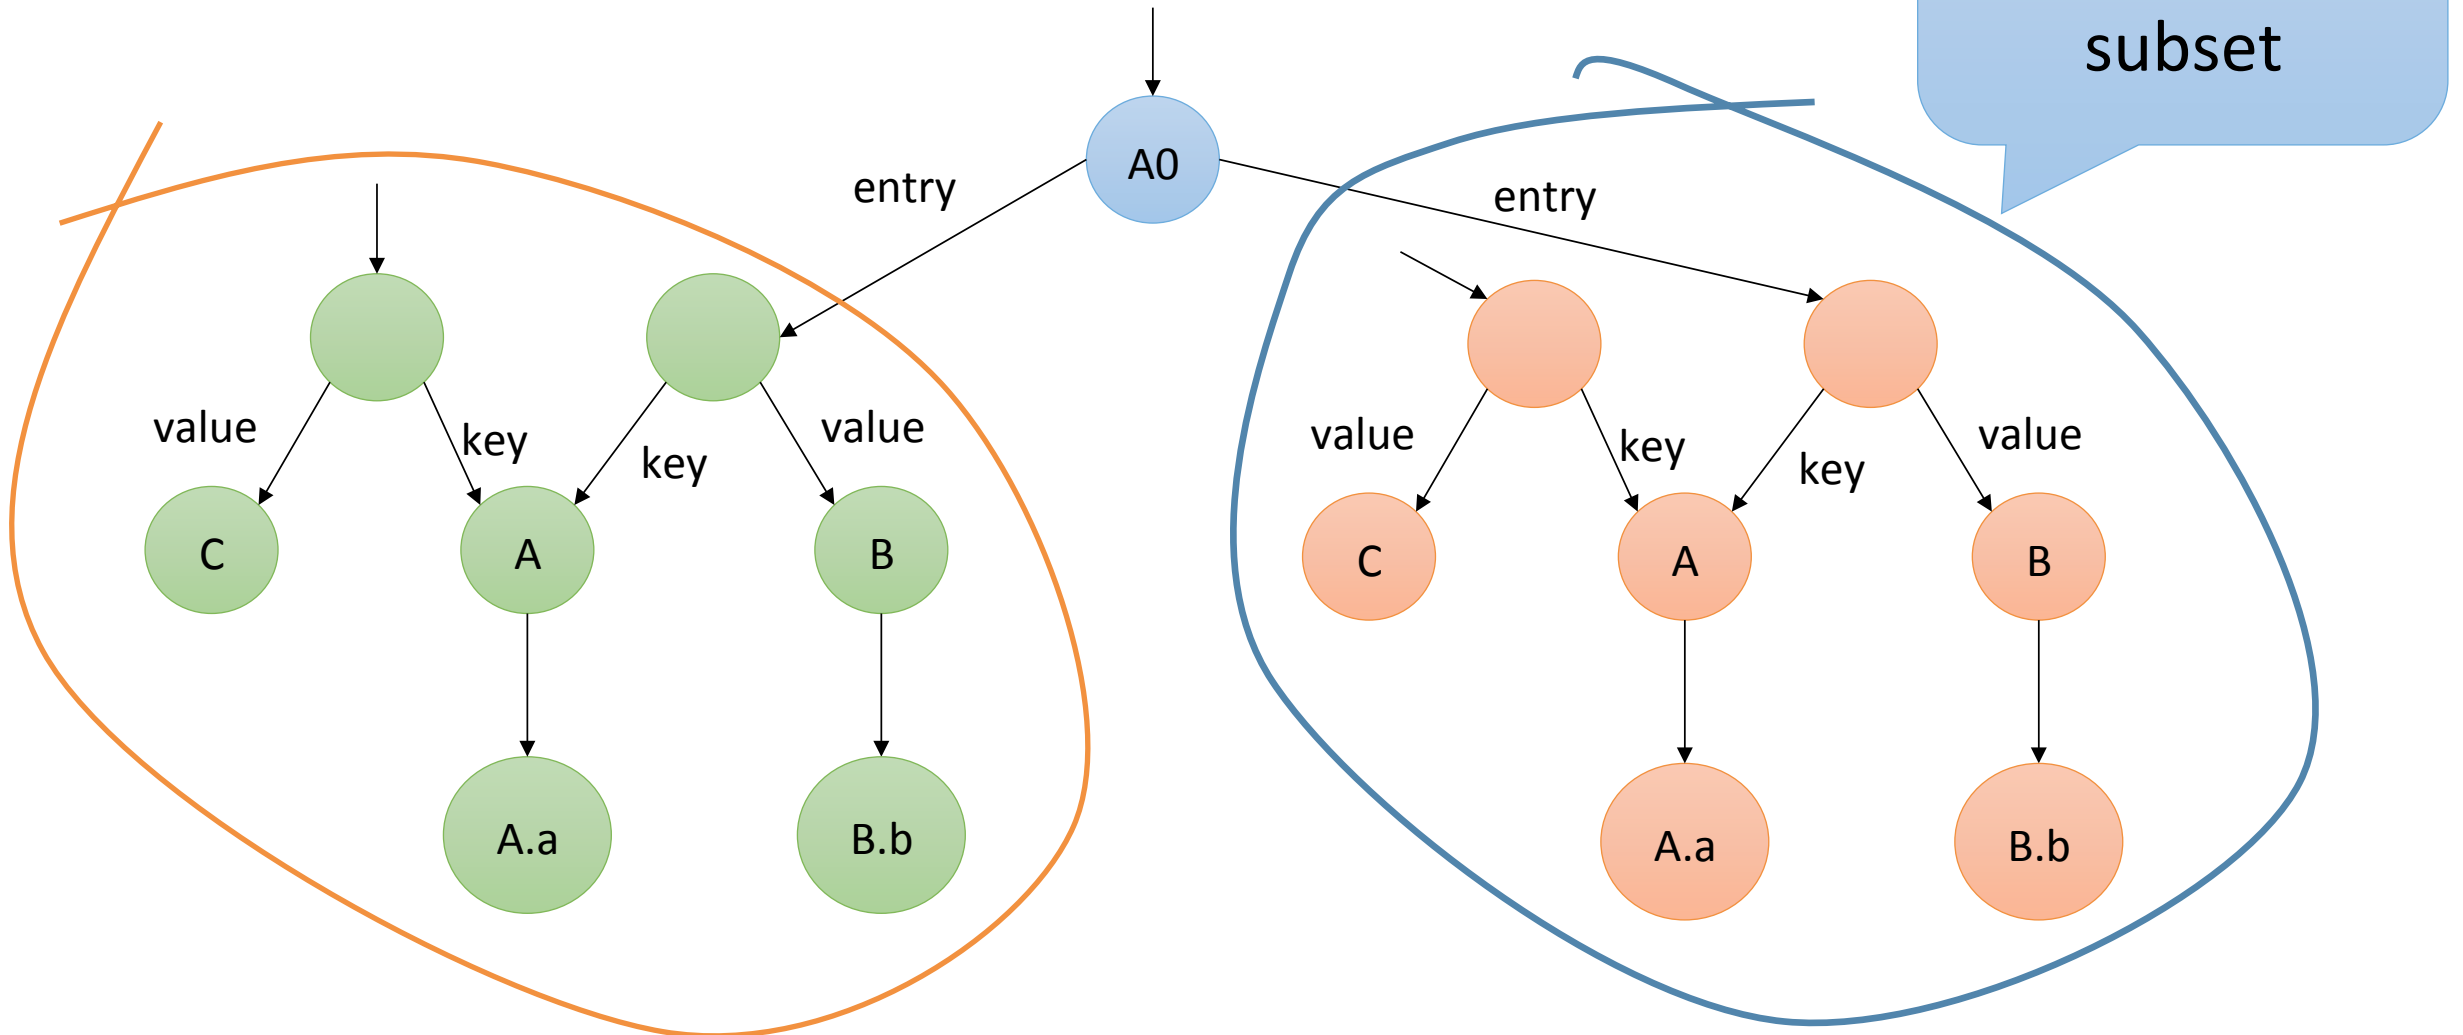 subset
A0
entry
entry
value
key
key
value
value
key
key
value
C
A
B
C
A
B
A.a
B.b
A.a
B.b